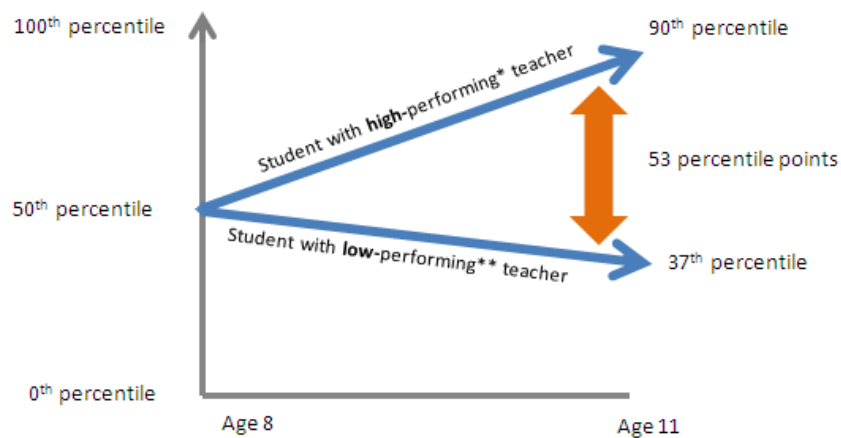 100th percentile
90th percentile
Student with high-performing* teacher
53 percentile points
50th percentile
Student with low-performing** teacher
37th percentile
0th percentile
Age 8
Age 11